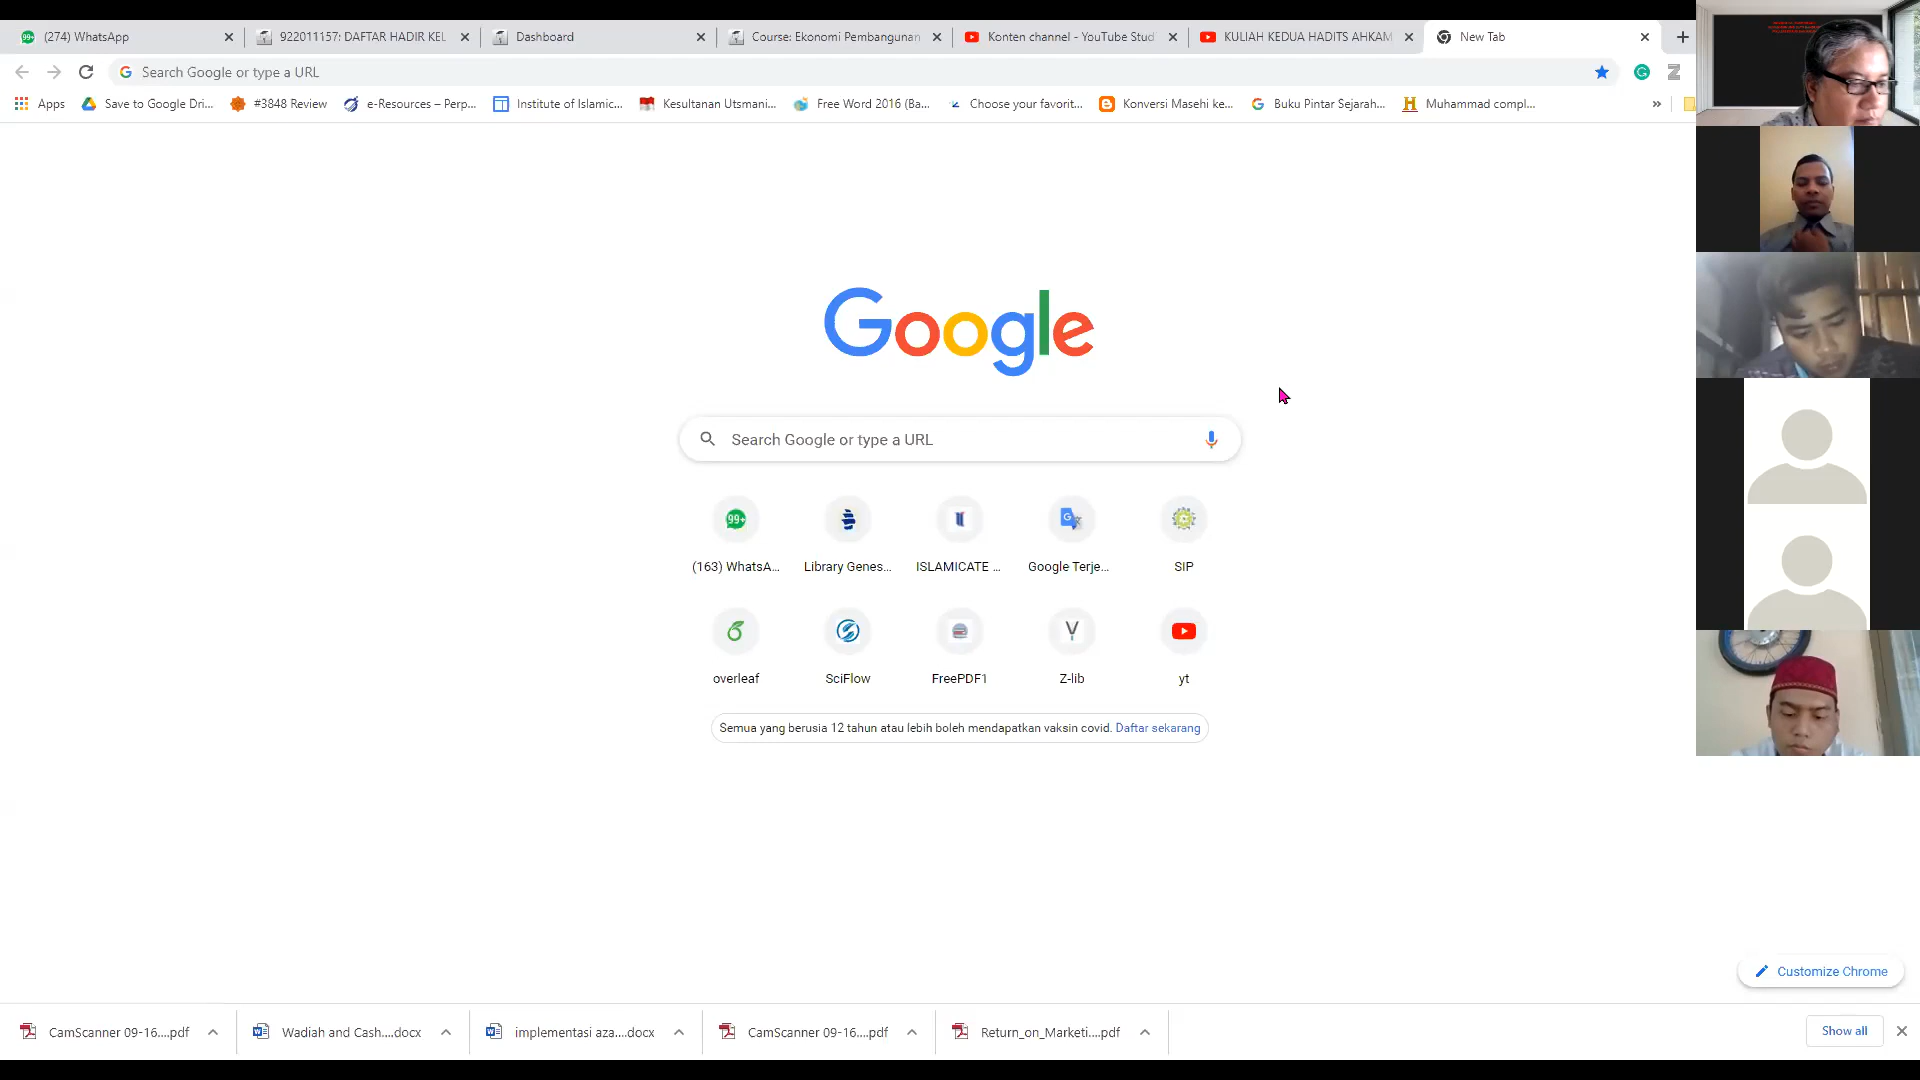 (274) WhatsApp
922011157: DAFTAR HADIR KEL
Dashboard
Course: Ekonomi Pembangunan
Konten channel - YouTube Stud
KULIAH KEDUA HADITS AHKAM
New Tab
Search Google or type a URL
Apps
Save to Google Dri...
#3848 Review
e-Resources – Perp...
Institute of Islamic...
Kesultanan Utsmani...
Free Word 2016 (Ba...
Choose your favorit...
Konversi Masehi ke...
Buku Pintar Sejarah...
Muhammad compl...
Google
Search Google or type a URL
99+
(163) WhatsA...
Library Genes...
ISLAMICATE ...
Google Terje...
SIP
overleaf
SciFlow
FreePDF1
Z-lib
yt
Semua yang berusia 12 tahun atau lebih boleh mendapatkan vaksin covid. Daftar sekarang
Customize Chrome
CamScanner 09-16....pdf
Wadiah and Cash....docx
implementasi aza....docx
CamScanner 09-16....pdf
Return_on_Marketi....pdf
Show all